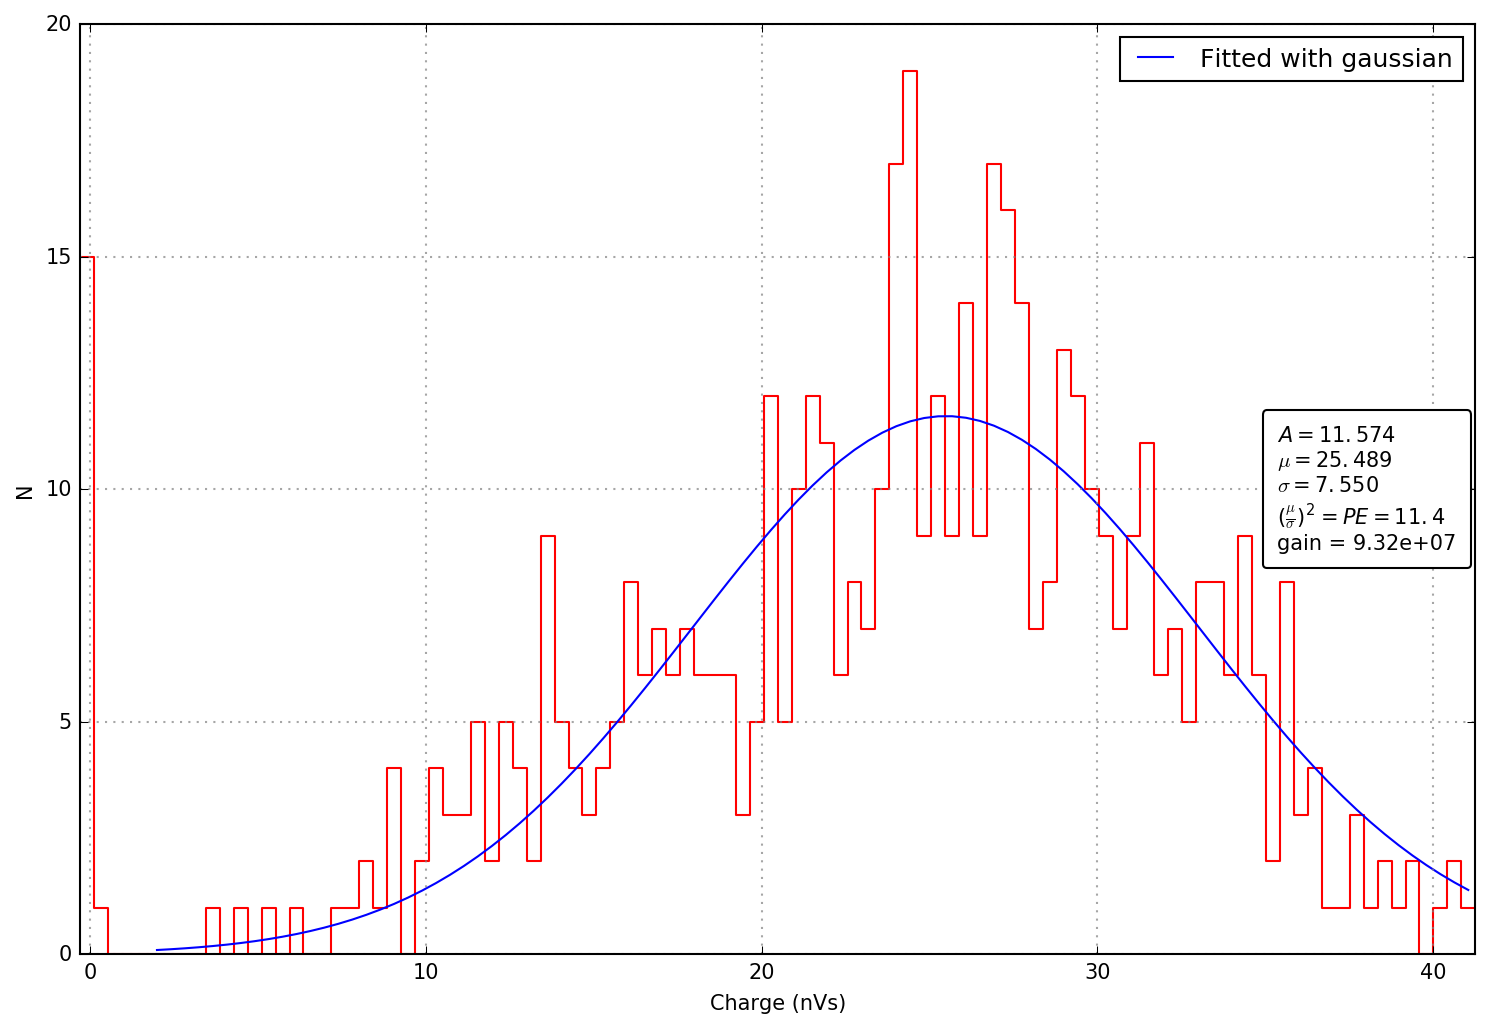 20
15
10
5
0
N
0
10
20
30
40
Charge (nVs)
Fitted with gaussian
A = 11.574
μ = 25.489
σ = 7.550
(μ/σ)² = PE = 11.4
gain = 9.32e+07